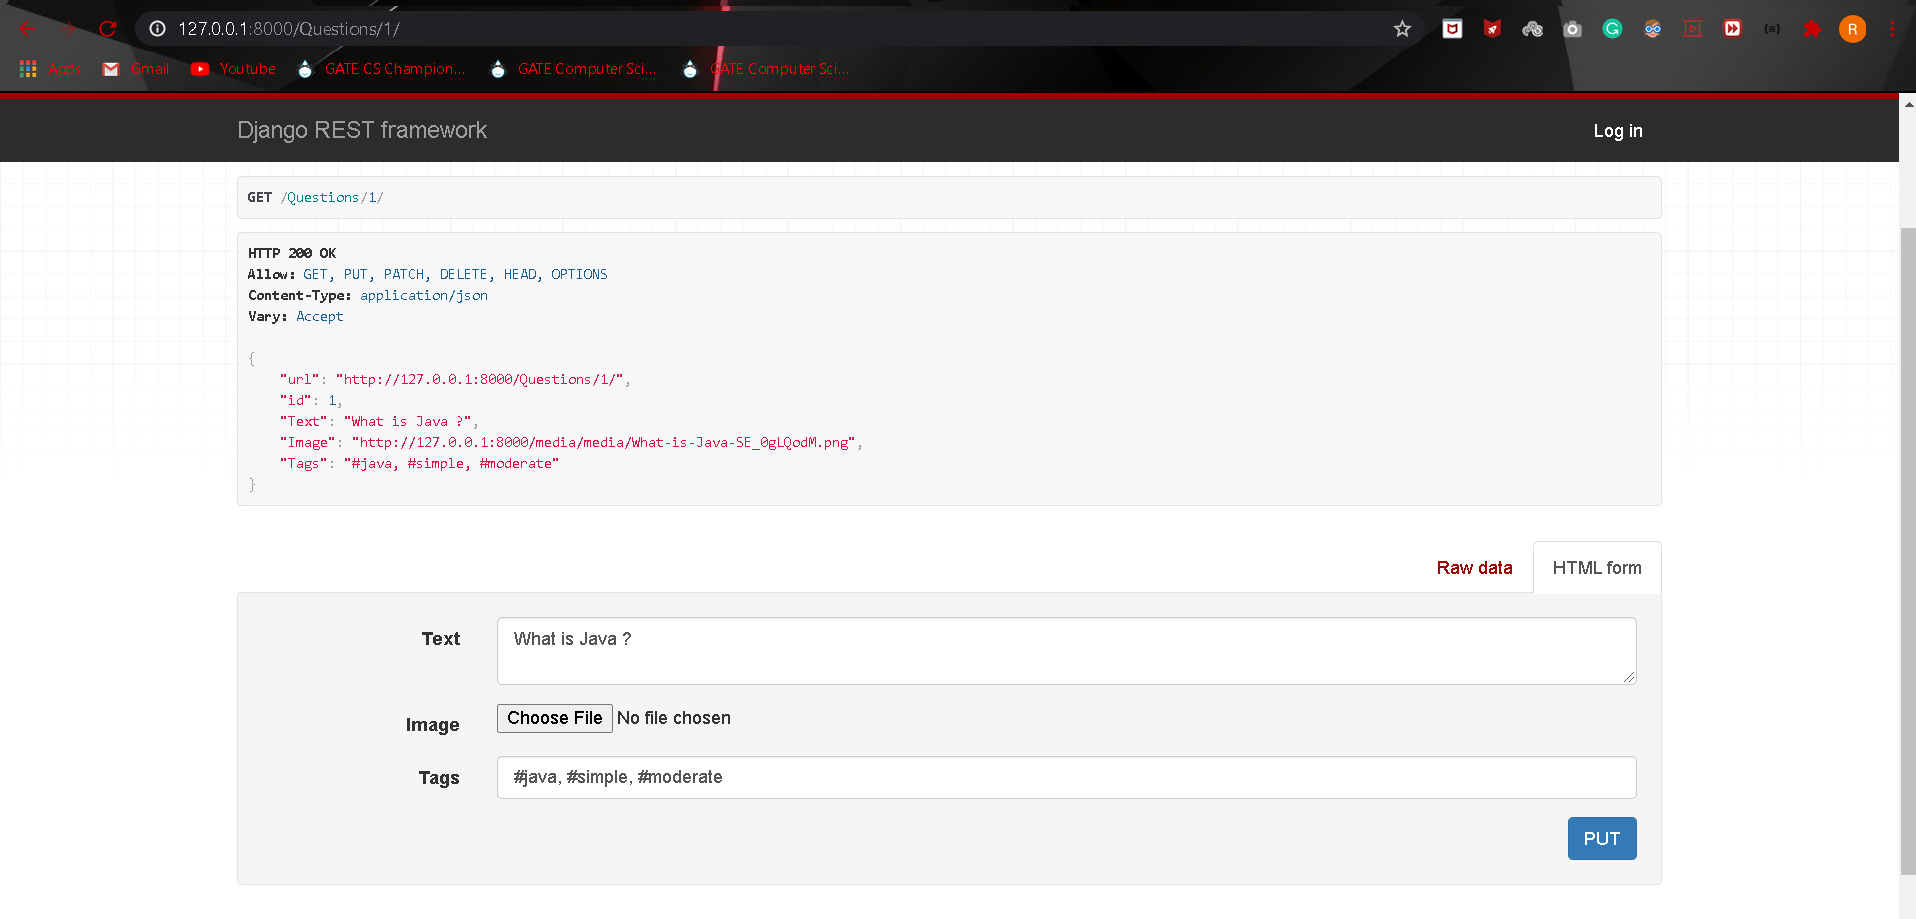 127.0.0.1:8000/Questions/1/
R
Apps Gmail Youtube GATE CS Champion... GATE Computer Sci... GATE Computer Sci...
Django REST framework Log in
GET /Questions/1/
HTTP 200 OK
Allow: GET, PUT, PATCH, DELETE, HEAD, OPTIONS
Content-Type: application/json
Vary: Accept
{
"url": "http://127.0.0.1:8000/Questions/1/",
"id": 1,
"Text": "What is Java ?",
"Image": "http://127.0.0.1:8000/media/media/What-is-Java-SE_0gLQodM.png",
"Tags": "#java, #simple, #moderate"
}
Raw data HTML form
Text What is Java ?
Image Choose File No file chosen
Tags #java, #simple, #moderate
PUT